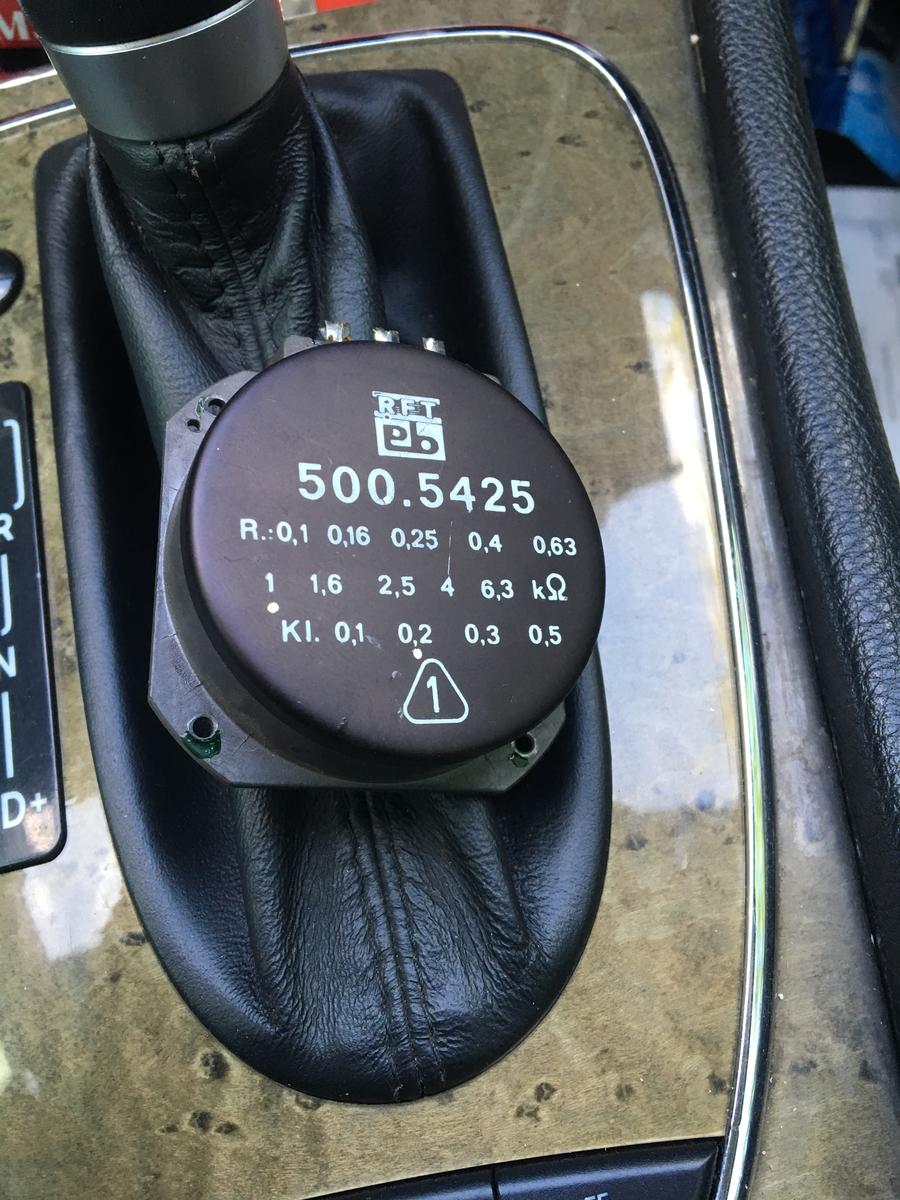 M
RFT
500.5425
R.: 0,1 0,16 0,25 0,4 0,63
1 1,6 2,5 4 6,3 kΩ
Kl. 0,1 0,2 0,3 0,5
1
R
N
D+